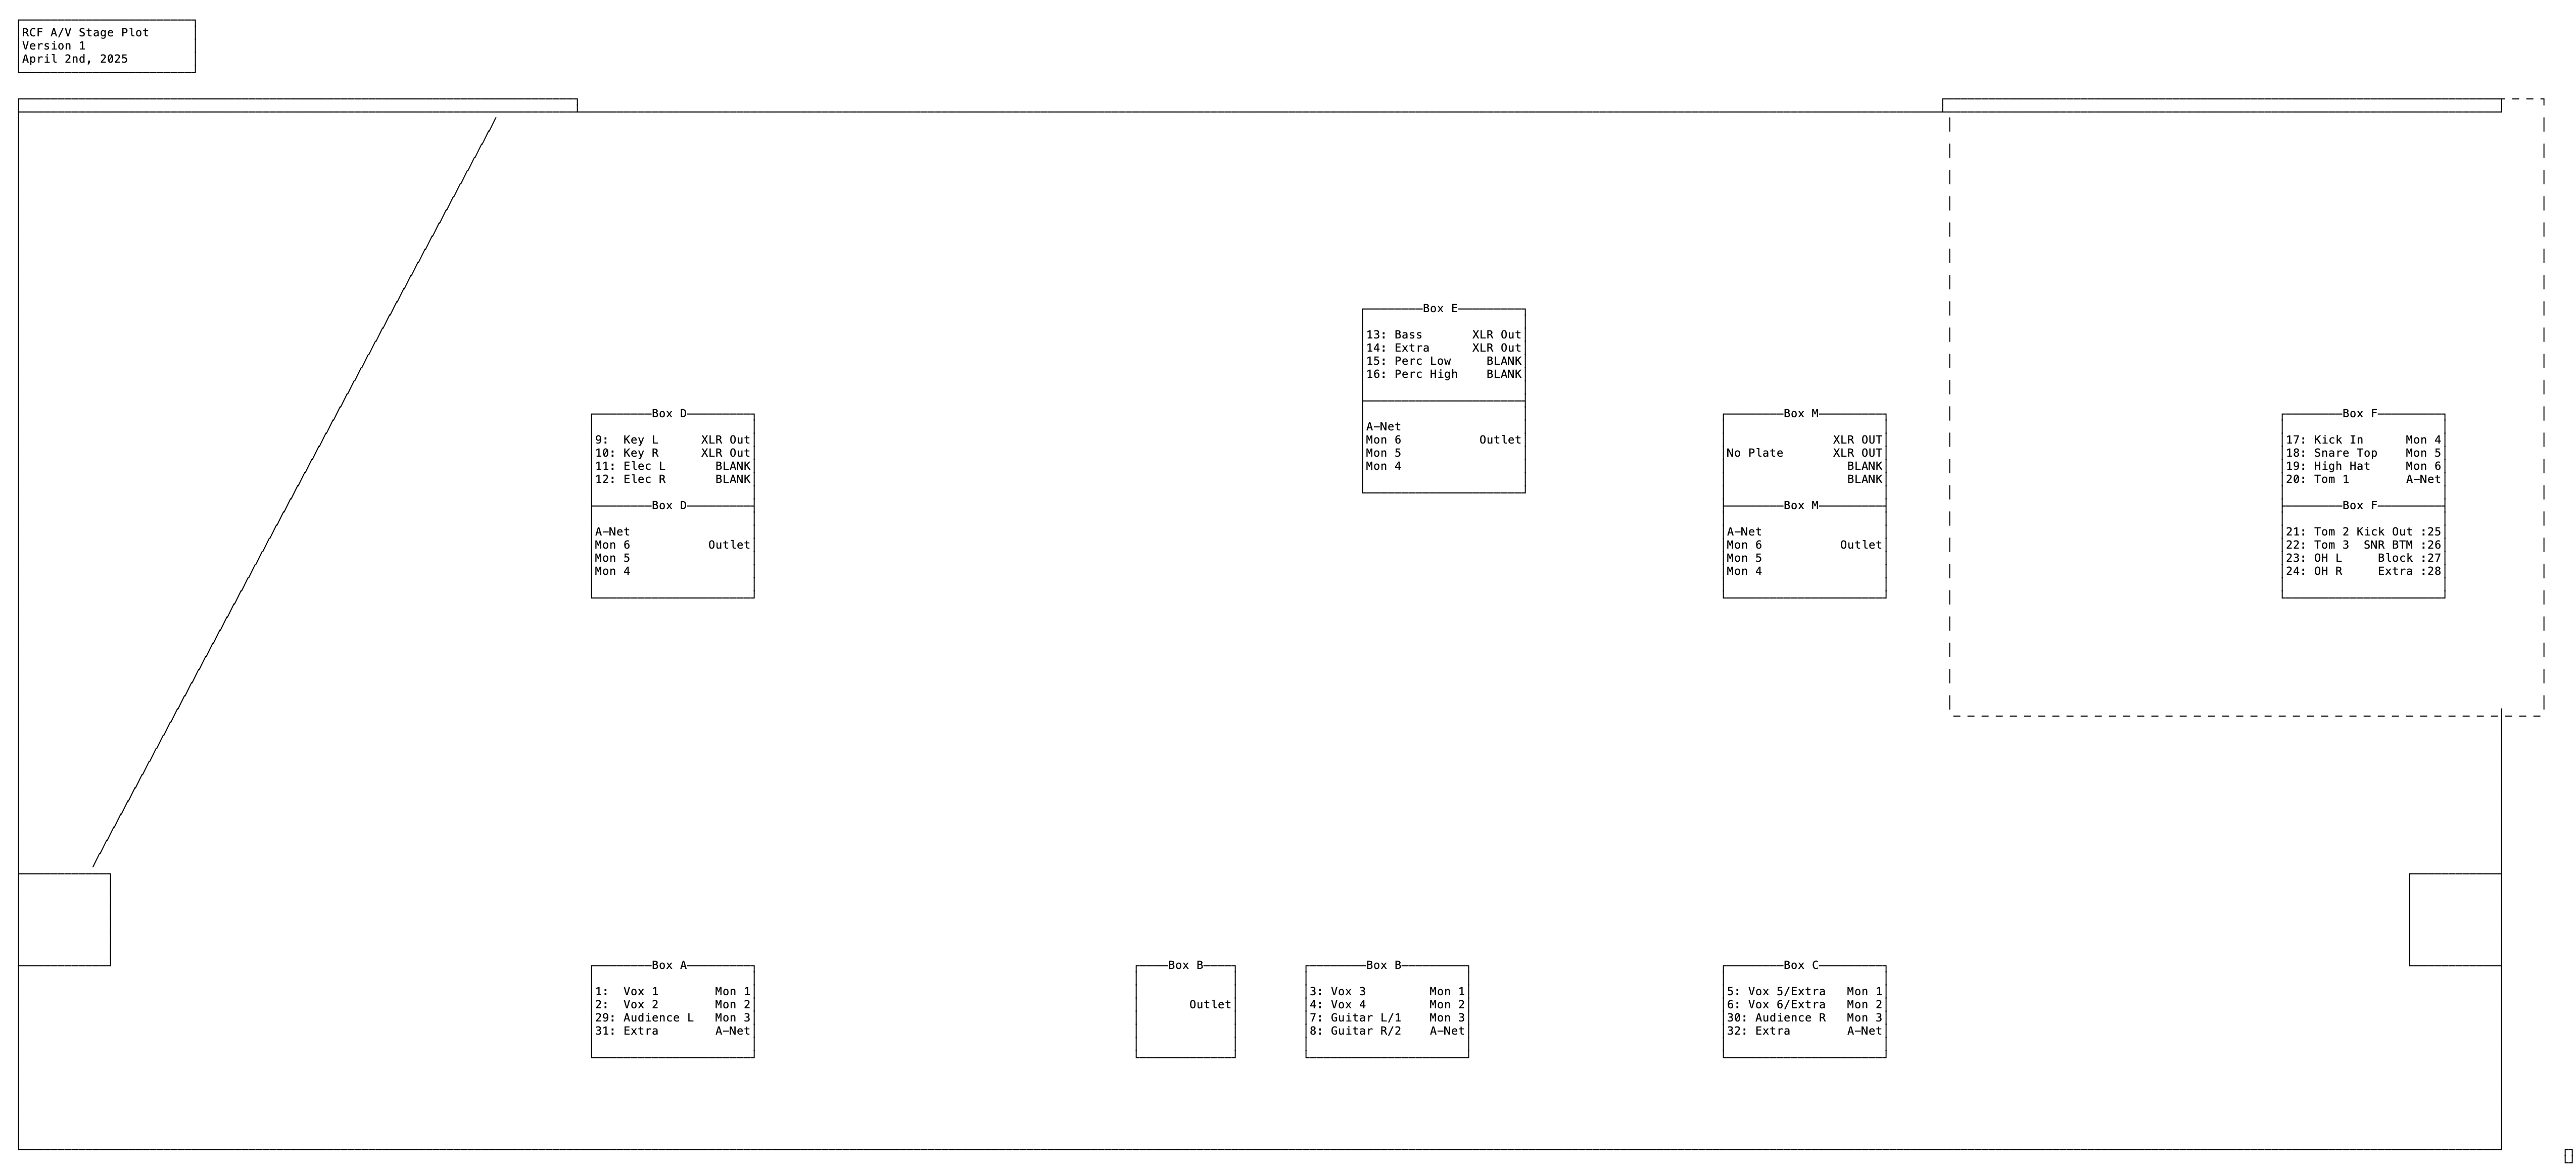 RCF A/V Stage Plot
Version 1
April 2nd, 2025
Box E
13: Bass XLR Out
14: Extra XLR Out
15: Perc Low BLANK
16: Perc High BLANK
A-Net
Mon 6 Outlet
Mon 5
Mon 4
Box D
9: Key L XLR Out
10: Key R XLR Out
11: Elec L BLANK
12: Elec R BLANK
Box D
A-Net
Mon 6 Outlet
Mon 5
Mon 4
Box M
XLR OUT
No Plate XLR OUT
BLANK
BLANK
Box M
A-Net
Mon 6 Outlet
Mon 5
Mon 4
Box F
17: Kick In Mon 4
18: Snare Top Mon 5
19: High Hat Mon 6
20: Tom 1 A-Net
Box F
21: Tom 2 Kick Out :25
22: Tom 3 SNR BTM :26
23: OH L Block :27
24: OH R Extra :28
Box A
1: Vox 1 Mon 1
2: Vox 2 Mon 2
29: Audience L Mon 3
31: Extra A-Net
Box B
Outlet
Box B
3: Vox 3 Mon 1
4: Vox 4 Mon 2
7: Guitar L/1 Mon 3
8: Guitar R/2 A-Net
Box C
5: Vox 5/Extra Mon 1
6: Vox 6/Extra Mon 2
30: Audience R Mon 3
32: Extra A-Net